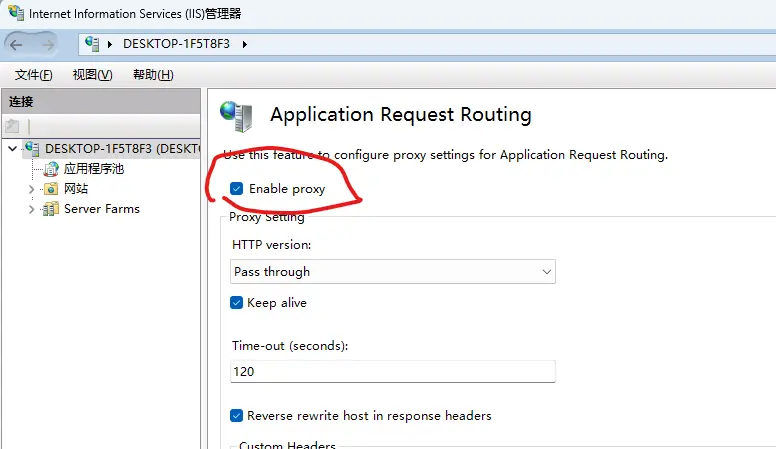 Internet Information Services (IIS)管理器
DESKTOP-1F5T8F3
文件(F) 视图(V) 帮助(H)
连接
DESKTOP-1F5T8F3 (DESKT
应用程序池
网站
Server Farms
Application Request Routing
Use this feature to configure proxy settings for Application Request Routing.
Enable proxy
Proxy Setting
HTTP version:
Pass through
Keep alive
Time-out (seconds):
120
Reverse rewrite host in response headers
Custom Headers